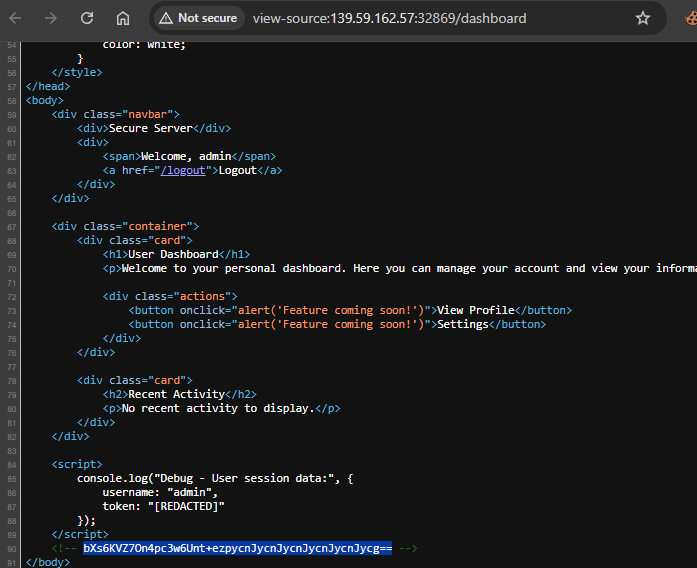 Not secure view-source:139.59.162.57:32869/dashboard
54 color: white;
55 }
56 </style>
57 </head>
58 <body>
59 <div class="navbar">
60 <div>Secure Server</div>
61 <div>
62 <span>Welcome, admin</span>
63 <a href="/logout">Logout</a>
64 </div>
65 </div>
66
67 <div class="container">
68 <div class="card">
69 <h1>User Dashboard</h1>
70 <p>Welcome to your personal dashboard. Here you can manage your account and view your informa
71
72 <div class="actions">
73 <button onclick="alert('Feature coming soon!')">View Profile</button>
74 <button onclick="alert('Feature coming soon!')">Settings</button>
75 </div>
76 </div>
77
78 <div class="card">
79 <h2>Recent Activity</h2>
80 <p>No recent activity to display.</p>
81 </div>
82 </div>
83
84 <script>
85 console.log("Debug - User session data:", {
86 username: "admin",
87 token: "[REDACTED]"
88 });
89 </script>
90 <!-- bXs6KVZ7On4pc3w6Unt+ezpycnJycnJycnJycnJycnJycg== -->
91 </body>